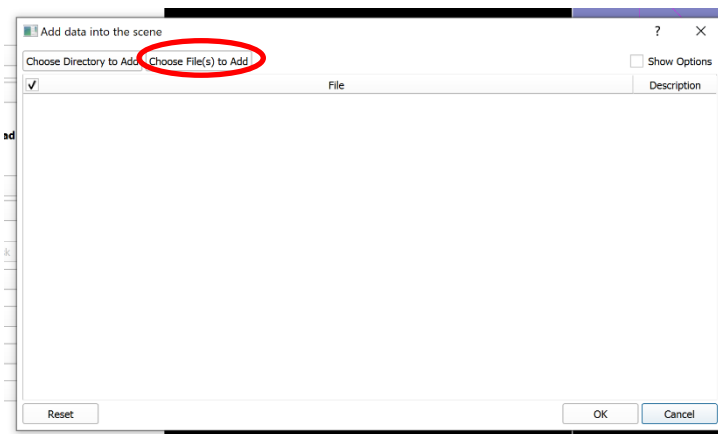 Add data into the scene ? X
Choose Directory to Add Choose File(s) to Add Show Options
File Description
ad
k
Reset OK Cancel